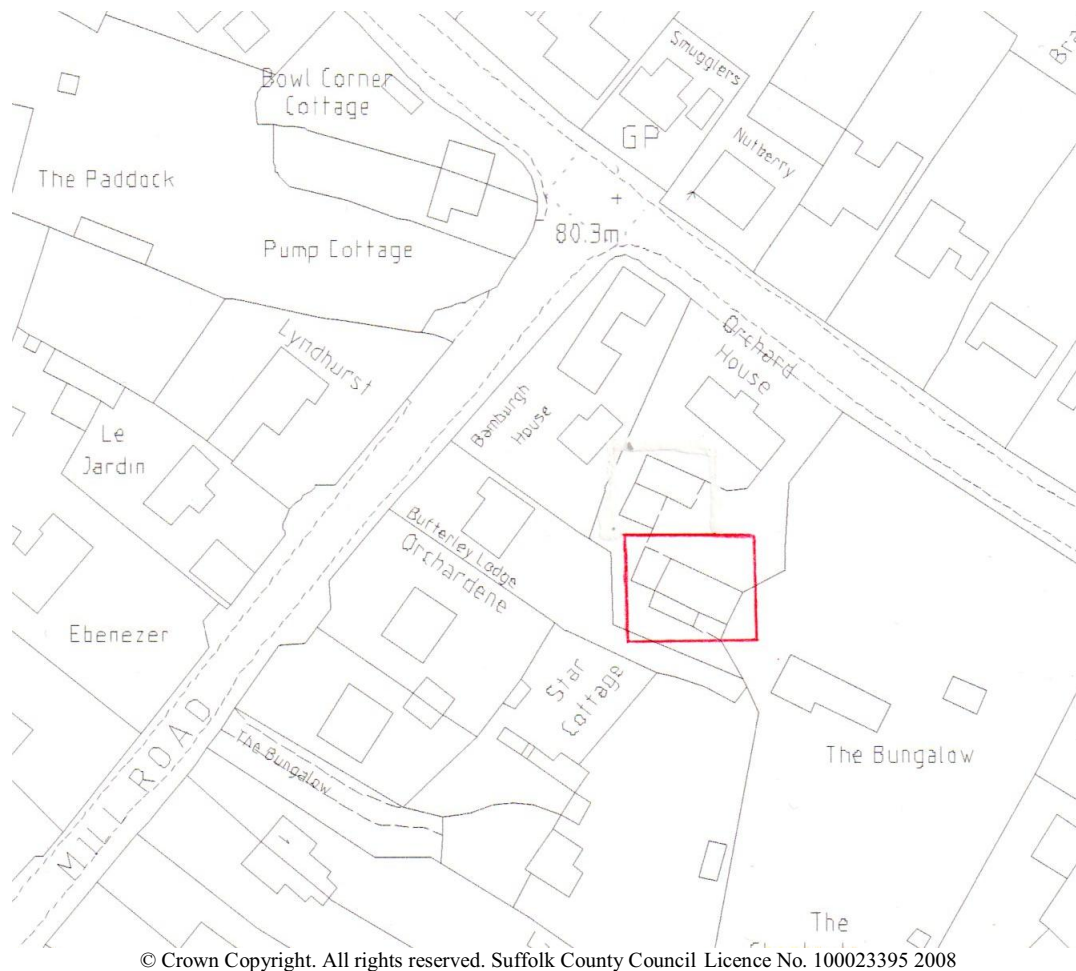 Smugglers
Bowl Corner
Cottage
GP
Nutberry
The Paddock
80.3m
Pump Cottage
Lyndhurst
Orchard
House
Bamburgh
House
Le
Jardin
Butterley Lodge
Orchardene
Ebenezer
Star
Cottage
MILL ROAD
The Bungalow
The Bungalow
The
© Crown Copyright. All rights reserved. Suffolk County Council Licence No. 100023395 2008